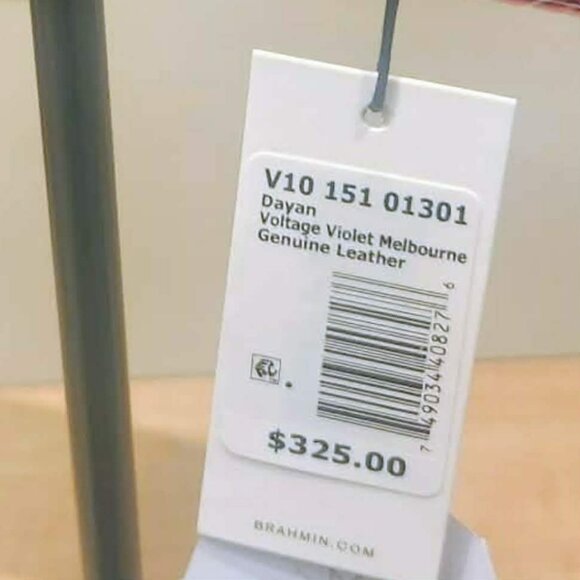 V10 151 01301
Dayan
Voltage Violet Melbourne
Genuine Leather
7 49034 40827 6
$325.00
BRAHMIN.COM